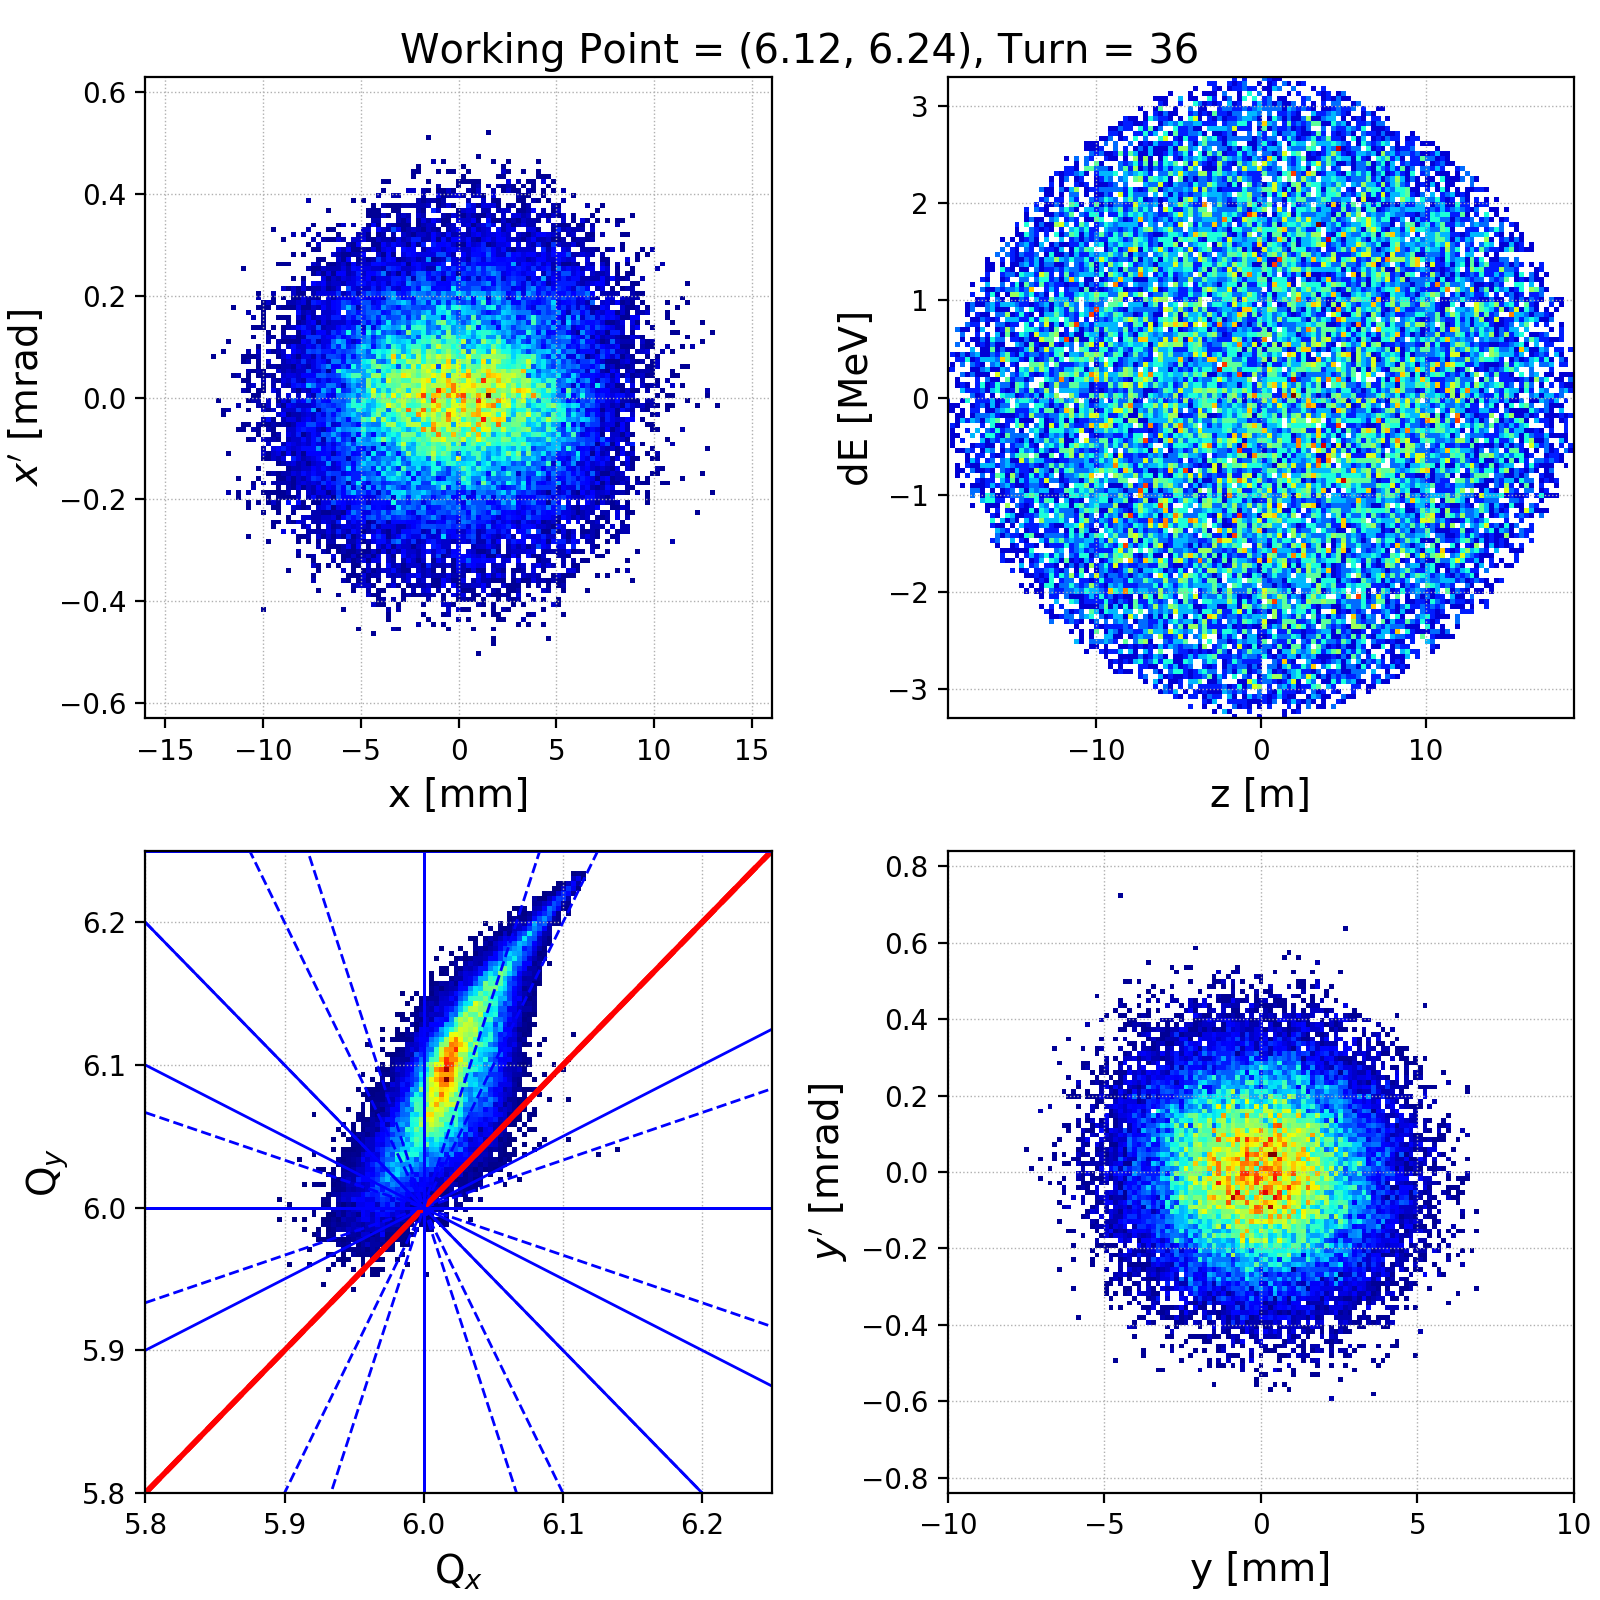 Working Point = (6.12, 6.24), Turn = 36
0.6
0.4
0.2
0.0
−0.2
−0.4
−0.6
x′ [mrad]
−15 −10 −5 0 5 10 15
x [mm]
3
2
1
0
−1
−2
−3
dE [MeV]
−10 0 10
z [m]
6.2
6.1
6.0
5.9
5.8
Qy
5.8 5.9 6.0 6.1 6.2
Qx
0.8
0.6
0.4
0.2
0.0
−0.2
−0.4
−0.6
−0.8
y′ [mrad]
−10 −5 0 5 10
y [mm]